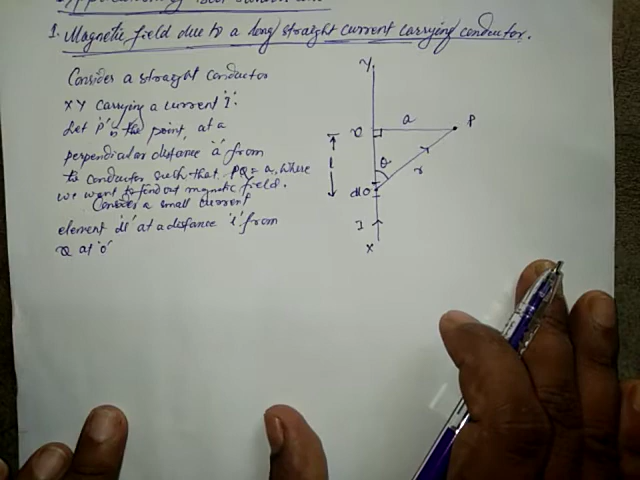 1. Magnetic field due to a long straight current carrying conductor.
Consider a straight conductor
XY carrying a current 'I'.
Let 'P' is the point, at a
perpendicular distance 'a' from
the conductor such that PQ = a, where
we want to find out magnetic field.
Consider a small current
element 'dl' at a distance 'l' from
Q at 'O'
Y
Q
a
P
l
θ
r
dl O
I
X